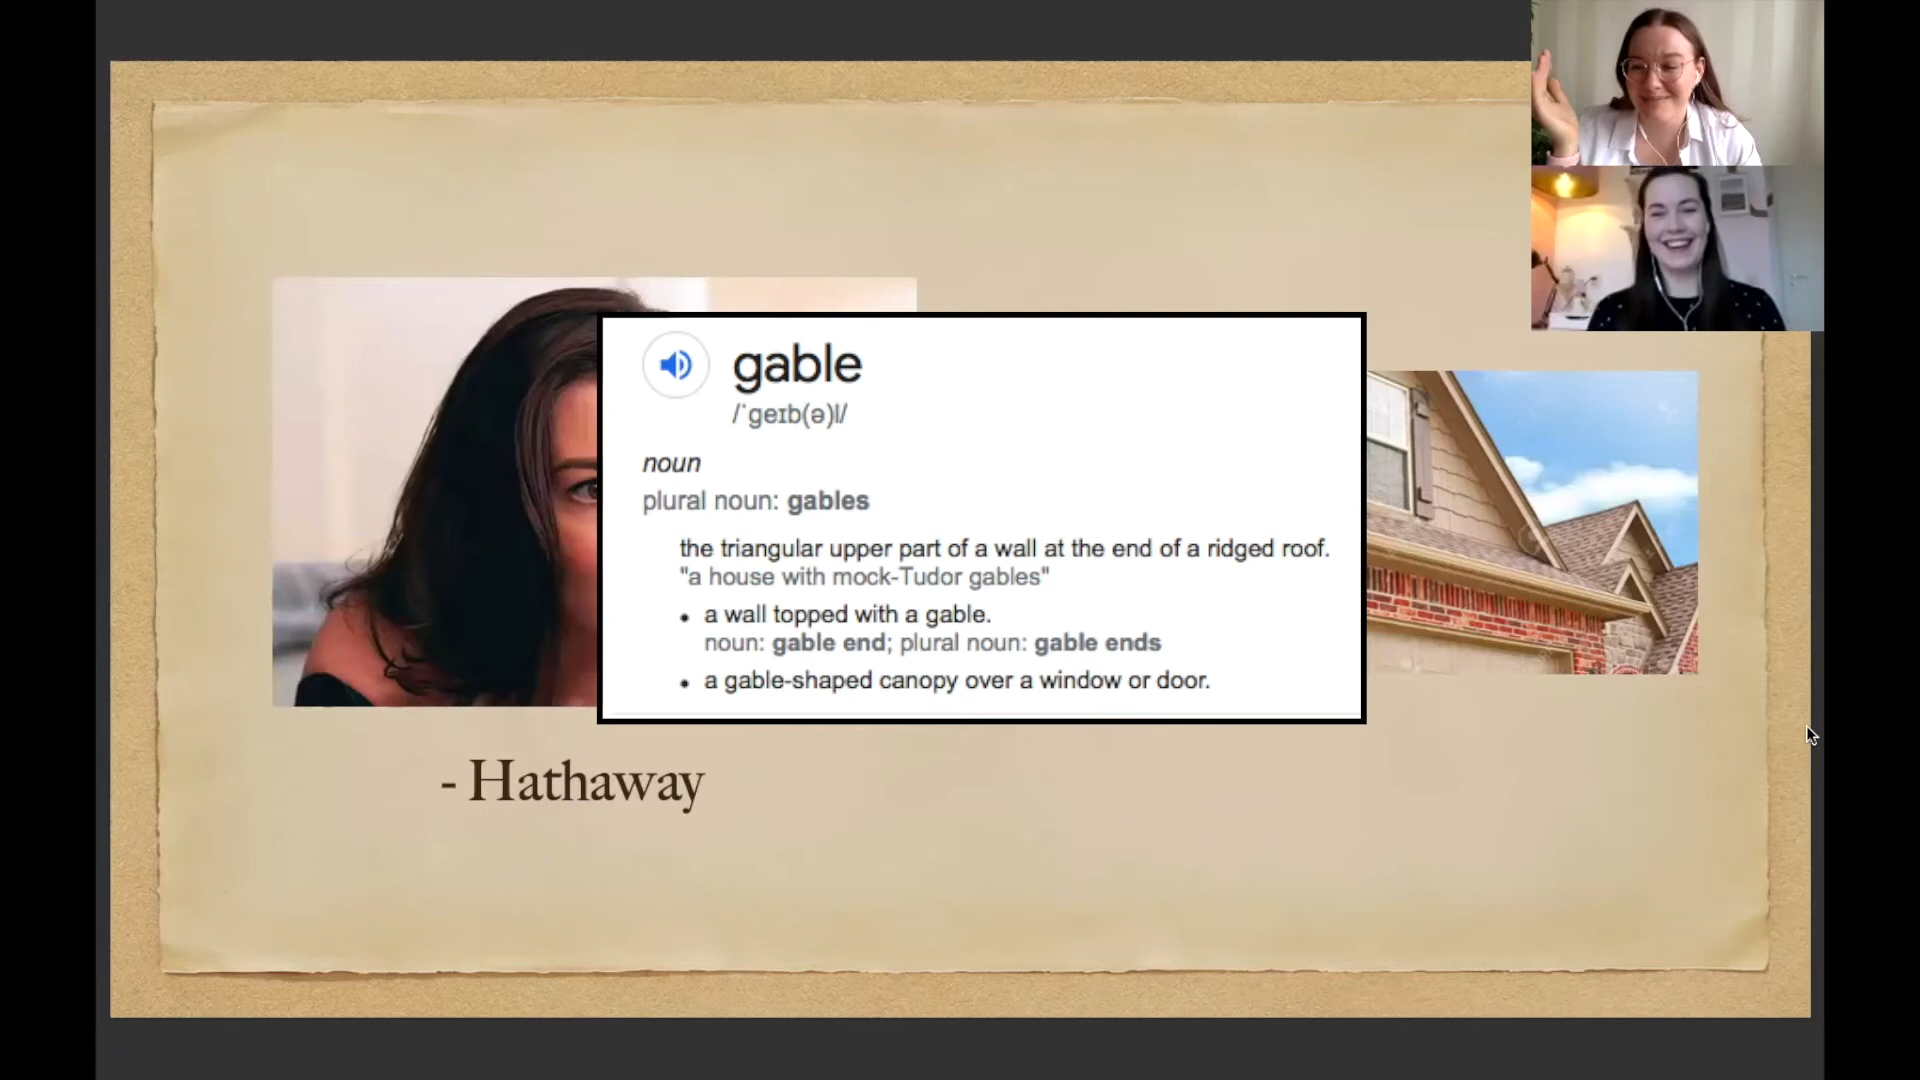 gable
/ˈɡeɪb(ə)l/
noun
plural noun: gables
the triangular upper part of a wall at the end of a ridged roof.
"a house with mock-Tudor gables"
• a wall topped with a gable.
noun: gable end; plural noun: gable ends
• a gable-shaped canopy over a window or door.
- Hathaway